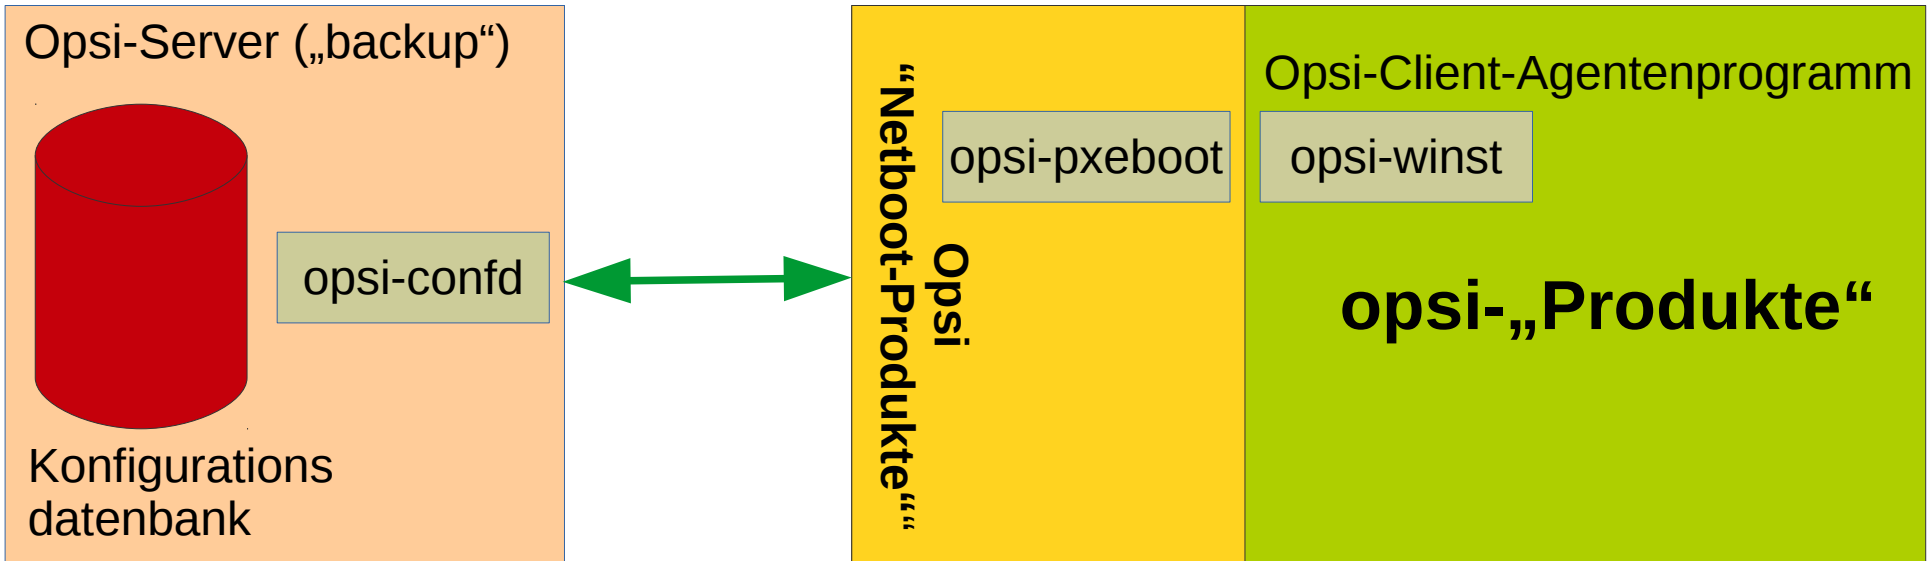 Opsi-Server („backup“)
opsi-confd
Konfigurations
datenbank
Opsi
“Netboot-Produkte““
opsi-pxeboot
Opsi-Client-Agentenprogramm
opsi-winst
opsi-„Produkte“